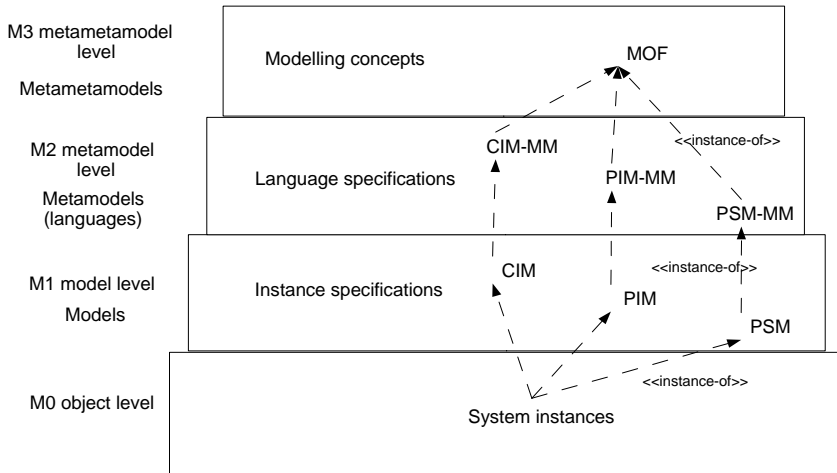 M3 metametamodel
level
Metametamodels
Modelling concepts
MOF
M2 metamodel
level
Metamodels
(languages)
Language specifications
CIM-MM
PIM-MM
PSM-MM
<<instance-of>>
M1 model level
Models
Instance specifications
CIM
PIM
PSM
<<instance-of>>
M0 object level
System instances
<<instance-of>>